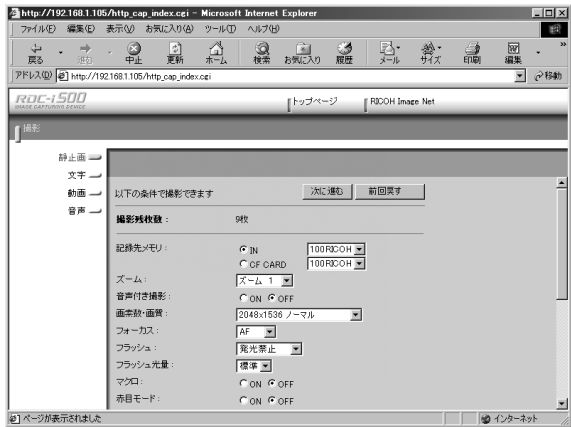 http://192.168.1.105/http_cap_index.cgi - Microsoft Internet Explorer
ファイル(F) 編集(E) 表示(V) お気に入り(A) ツール(T) ヘルプ(H)
戻る 進む 中止 更新 ホーム 検索 お気に入り 履歴 メール サイズ 印刷 編集 »
アドレス(D) http://192.168.1.105/http_cap_index.cgi 移動
RDC-i500
IMAGE CAPTURING DEVICE
トップページ RICOH Image Net
撮影
静止画
文字
動画
音声
以下の条件で撮影できます 次に進む 前回戻す
撮影残枚数： 9枚
記録先メモリ： IN 100RICOH
CF CARD 100RICOH
ズーム： ズーム 1
音声付き撮影： ON OFF
画素数・画質： 2048x1536 ノーマル
フォーカス： AF
フラッシュ： 発光禁止
フラッシュ光量： 標準
マクロ： ON OFF
赤目モード： ON OFF
ページが表示されました インターネット